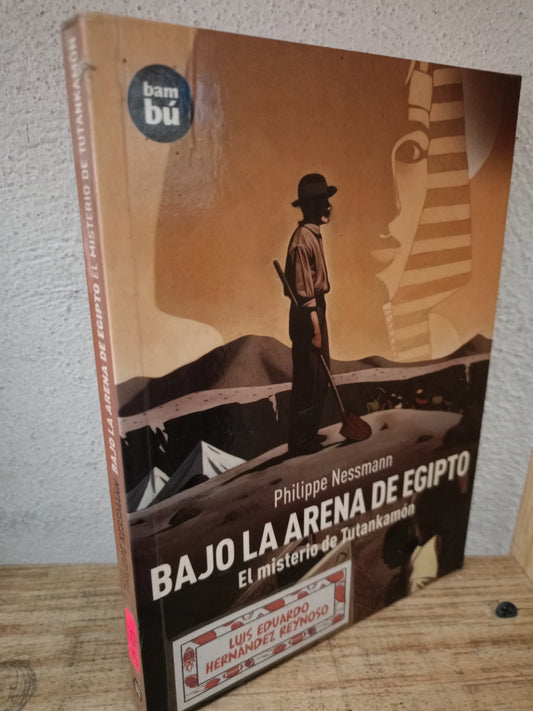 bam
bú
Philippe Nessmann
BAJO LA ARENA DE EGIPTO
El misterio de Tutankamón
LUIS EDUARDO
HERNÁNDEZ REYNOSO
BAJO LA ARENA DE EGIPTO EL MISTERIO DE TUTANKAMÓN